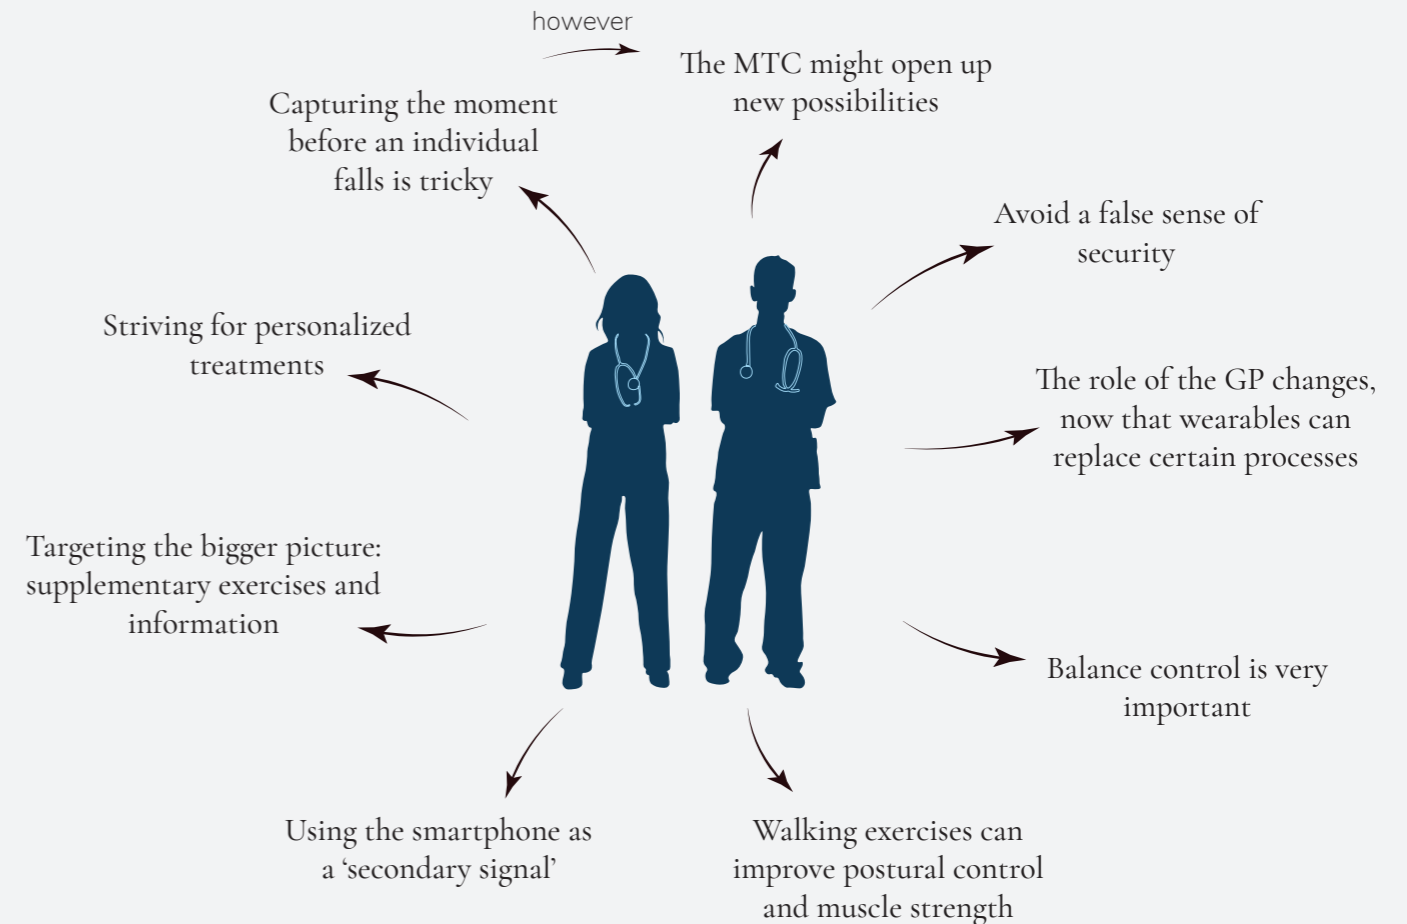 however
The MTC might open up
new possibilities
Capturing the moment
before an individual
falls is tricky
Avoid a false sense of
security
Striving for personalized
treatments
The role of the GP changes,
now that wearables can
replace certain processes
Targeting the bigger picture:
supplementary exercises and
information
Balance control is very
important
Using the smartphone as
a ‘secondary signal’
Walking exercises can
improve postural control
and muscle strength